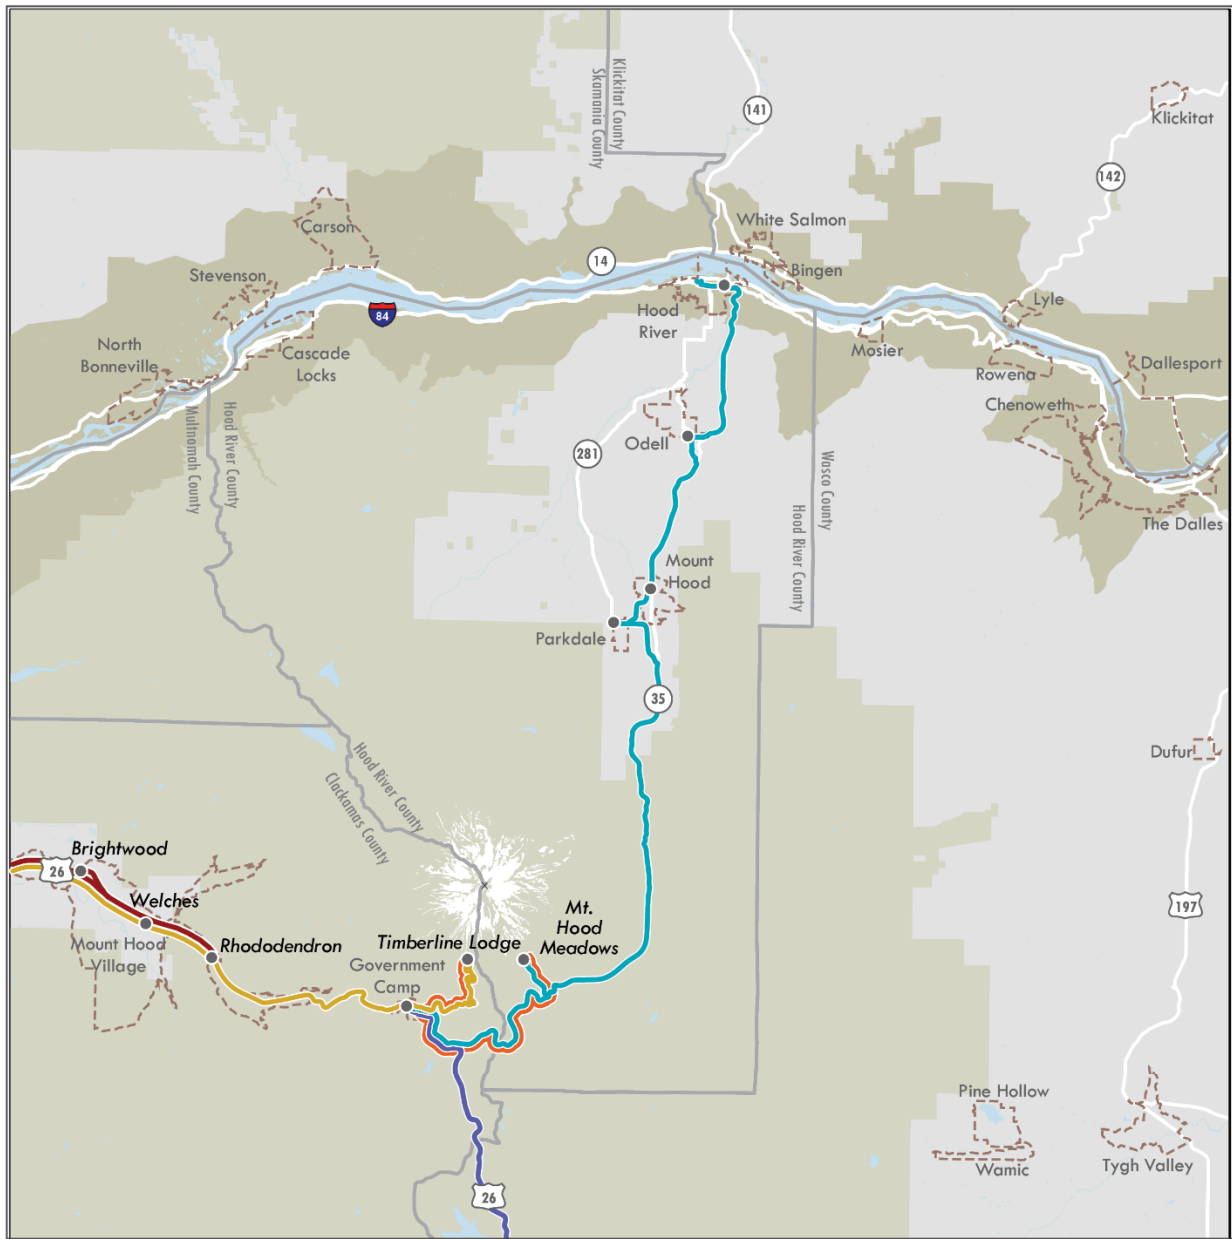 Klickitat County
Skamania County
141
Klickitat
142
Carson
White Salmon
14
Bingen
Stevenson
84
Hood
River
Lyle
North
Bonneville
Cascade
Locks
Mosier
Rowena
Dallesport
Chenoweth
Multnomah County
Hood River County
Odell
281
Wasco County
Hood River County
The Dalles
Mount
Hood
Parkdale
35
Hood River County
Clackamas County
Dufur
26
Brightwood
Welches
Mount Hood
Village
Rhododendron
Timberline Lodge
Government
Camp
Mt.
Hood
Meadows
197
Pine Hollow
Wamic
Tygh Valley
26